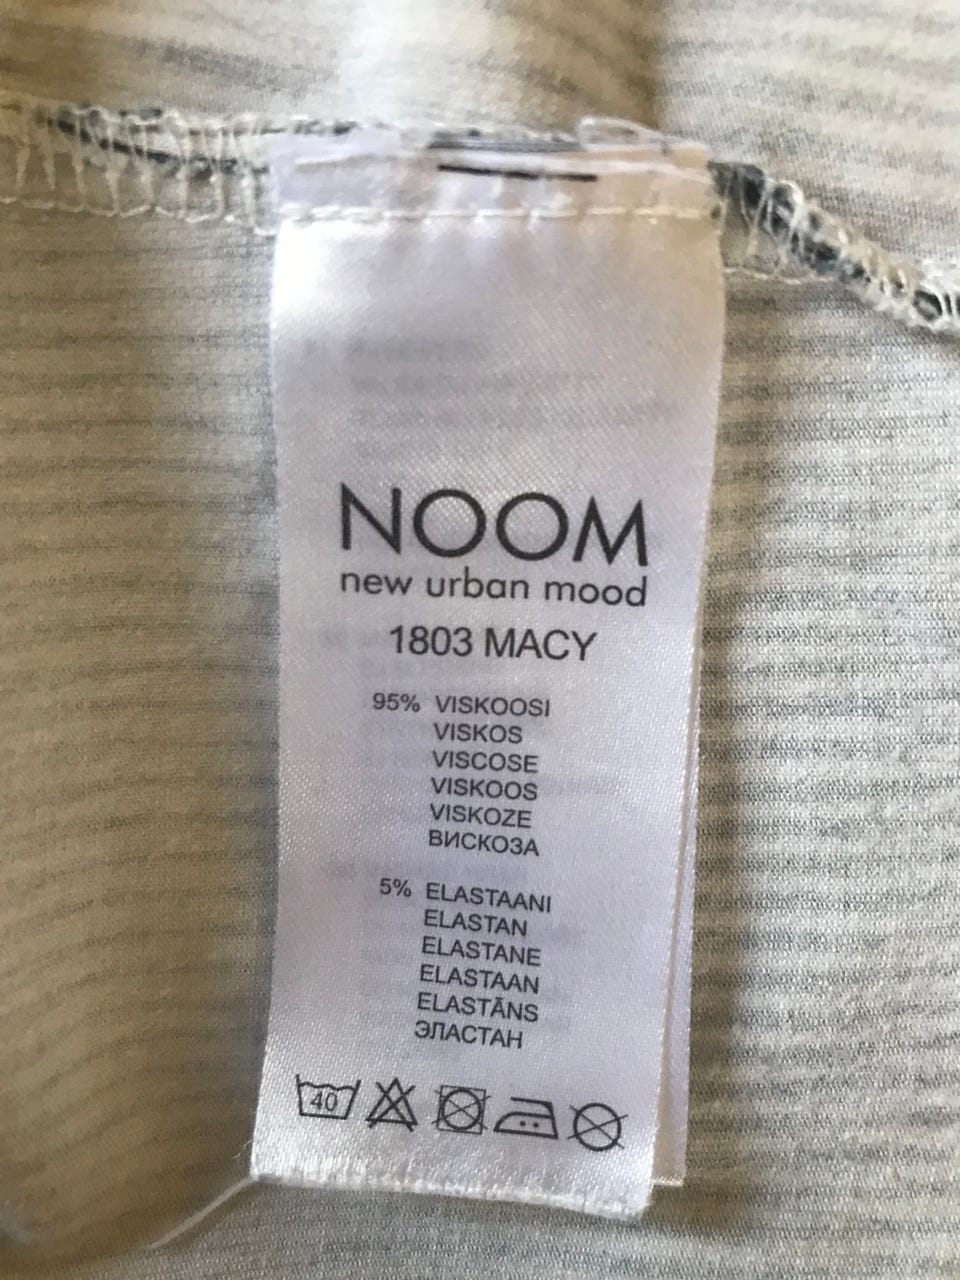 NOOM
new urban mood
1803 MACY
95% VISKOOSI
VISKOS
VISCOSE
VISKOOS
VISKOZE
ВИСКОЗА
5% ELASTAANI
ELASTAN
ELASTANE
ELASTAAN
ELASTĀNS
ЭЛАСТАН
40